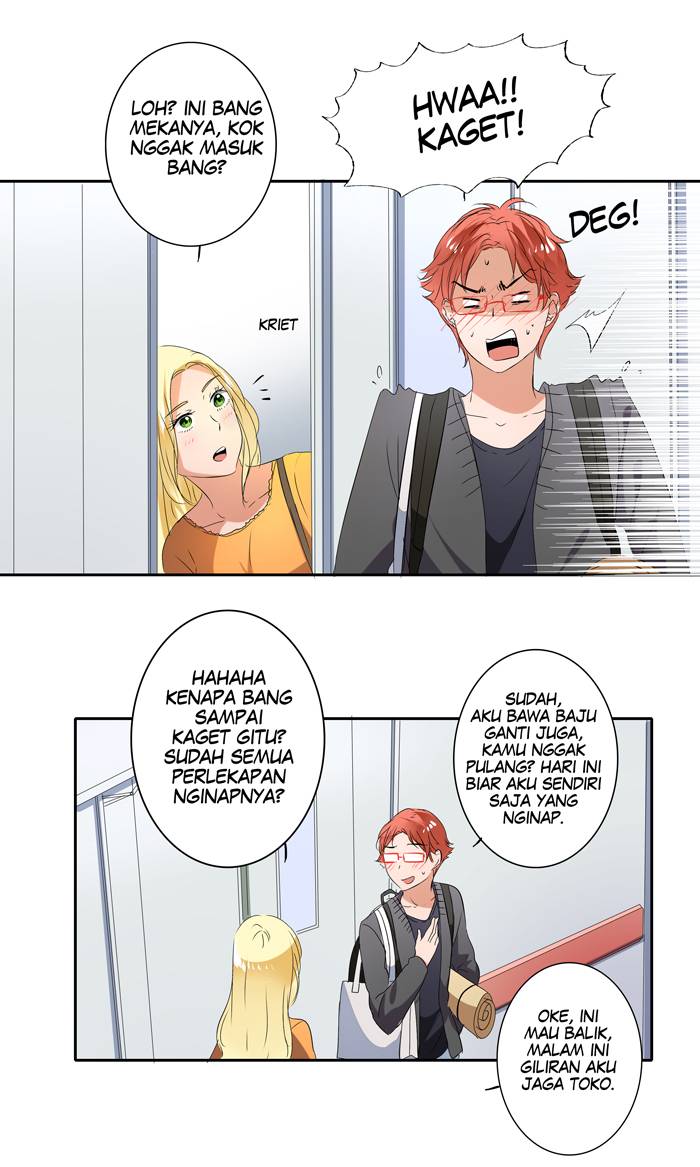 LOH? INI BANG
MEKANYA, KOK
NGGAK MASUK
BANG?
HWAA!!
KAGET!
DEG!
KRIET
HAHAHA
KENAPA BANG
SAMPAI
KAGET GITU?
SUDAH SEMUA
PERLEKAPAN
NGINAPNYA?
SUDAH,
AKU BAWA BAJU
GANTI JUGA,
KAMU NGGAK
PULANG? HARI INI
BIAR AKU SENDIRI
SAJA YANG
NGINAP.
OKE, INI
MAU BALIK,
MALAM INI
GILIRAN AKU
JAGA TOKO.